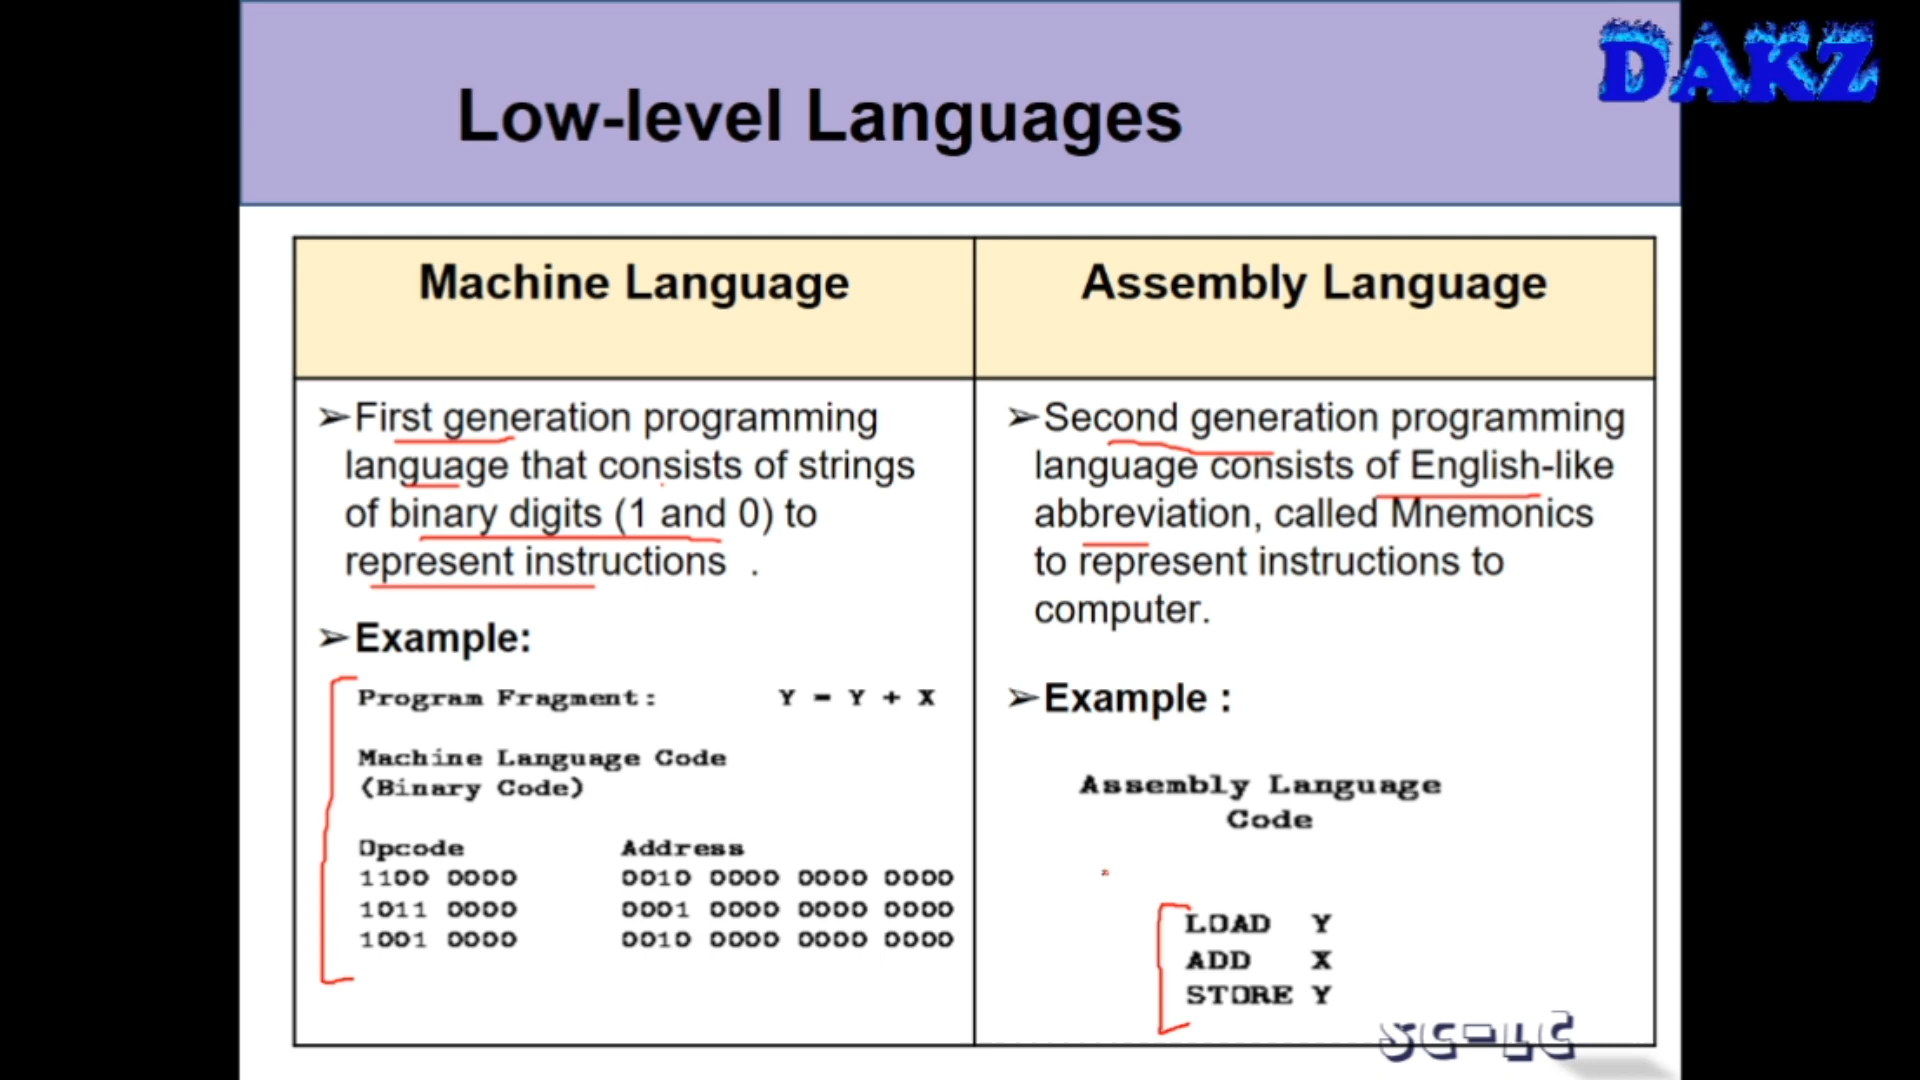 DAKZ
Low-level Languages
Machine Language
➢First generation programming
language that consists of strings
of binary digits (1 and 0) to
represent instructions .
➢Example:
Program Fragment: Y = Y + X
Machine Language Code
(Binary Code)
Opcode Address
1100 0000 0010 0000 0000 0000
1011 0000 0001 0000 0000 0000
1001 0000 0010 0000 0000 0000
Assembly Language
➢Second generation programming
language consists of English-like
abbreviation, called Mnemonics
to represent instructions to
computer.
➢Example :
Assembly Language
Code
LOAD Y
ADD X
STORE Y